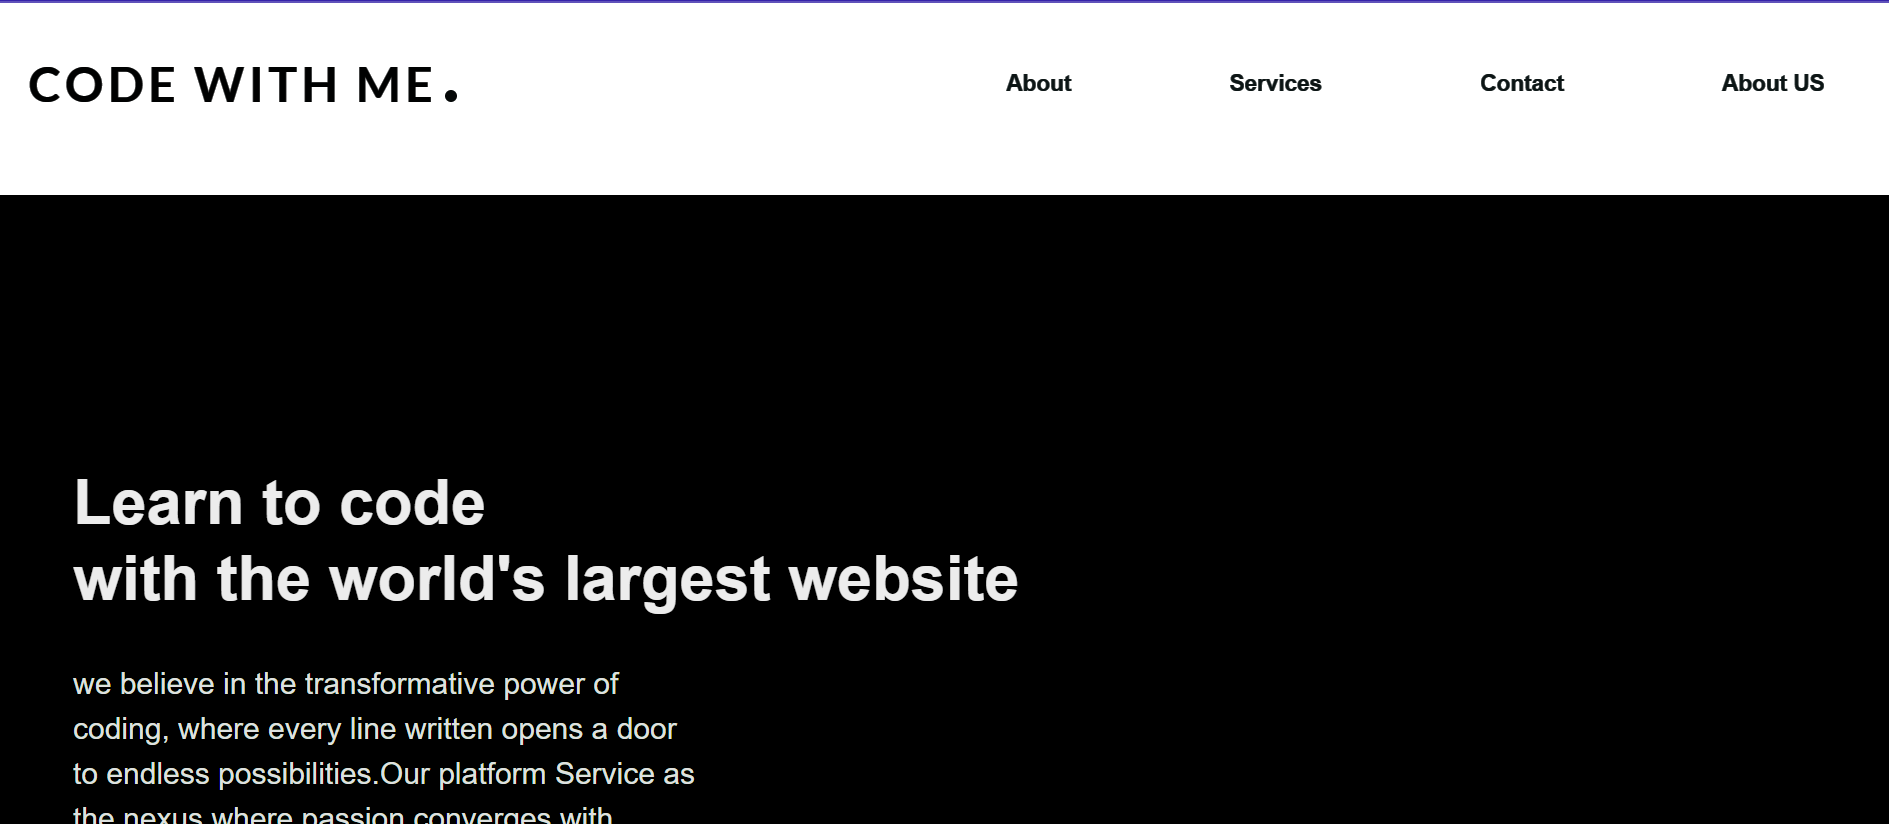 CODE WITH ME.
About Services Contact About US
Learn to code
with the world's largest website
we believe in the transformative power of
coding, where every line written opens a door
to endless possibilities.Our platform Service as
the nexus where passion converges with